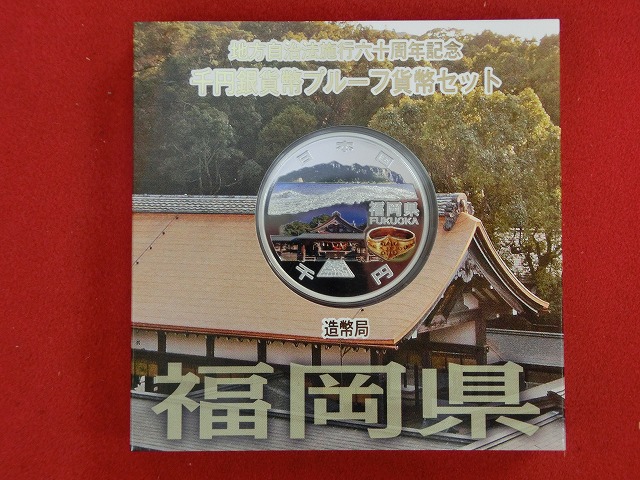 地方自治法施行六十周年記念
千円銀貨幣プルーフ貨幣セット
日本国
福岡県
FUKUOKA
千円
造幣局
福岡県